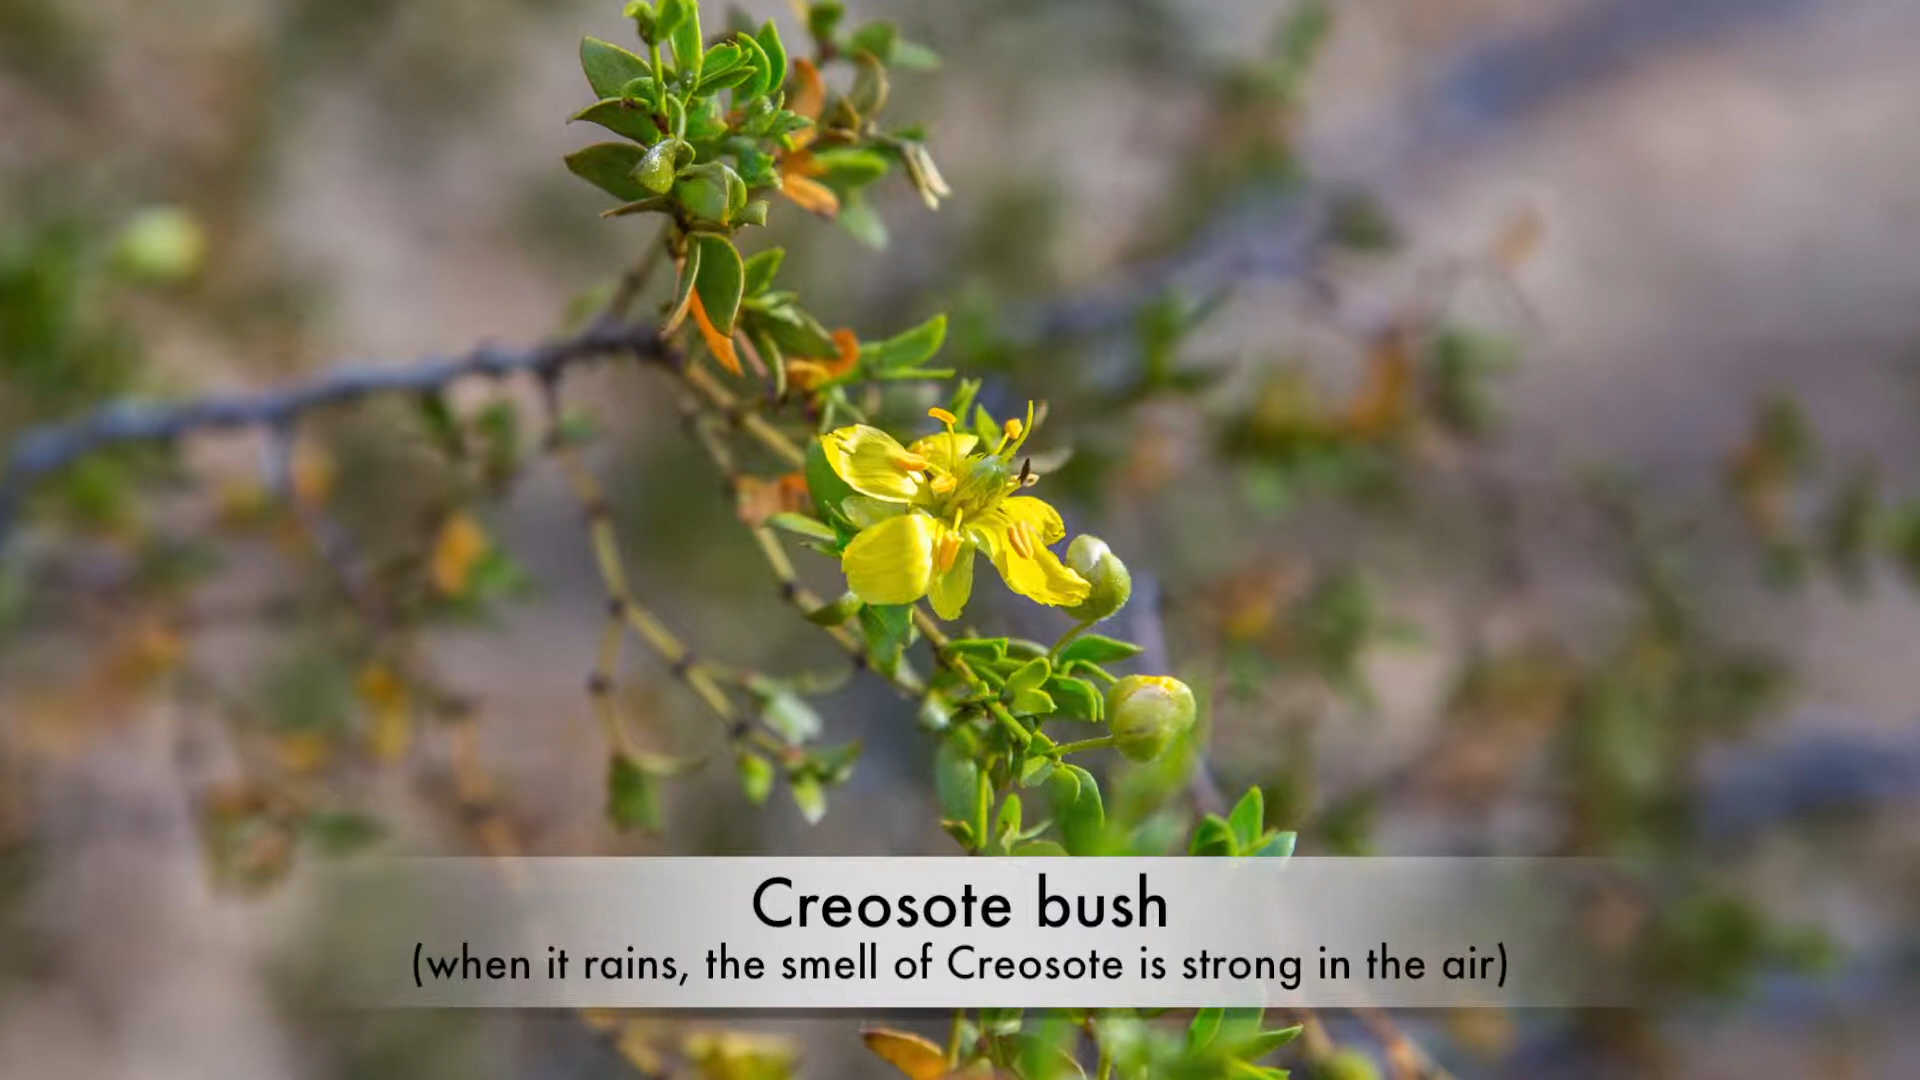 Creosote bush
(when it rains, the smell of Creosote is strong in the air)